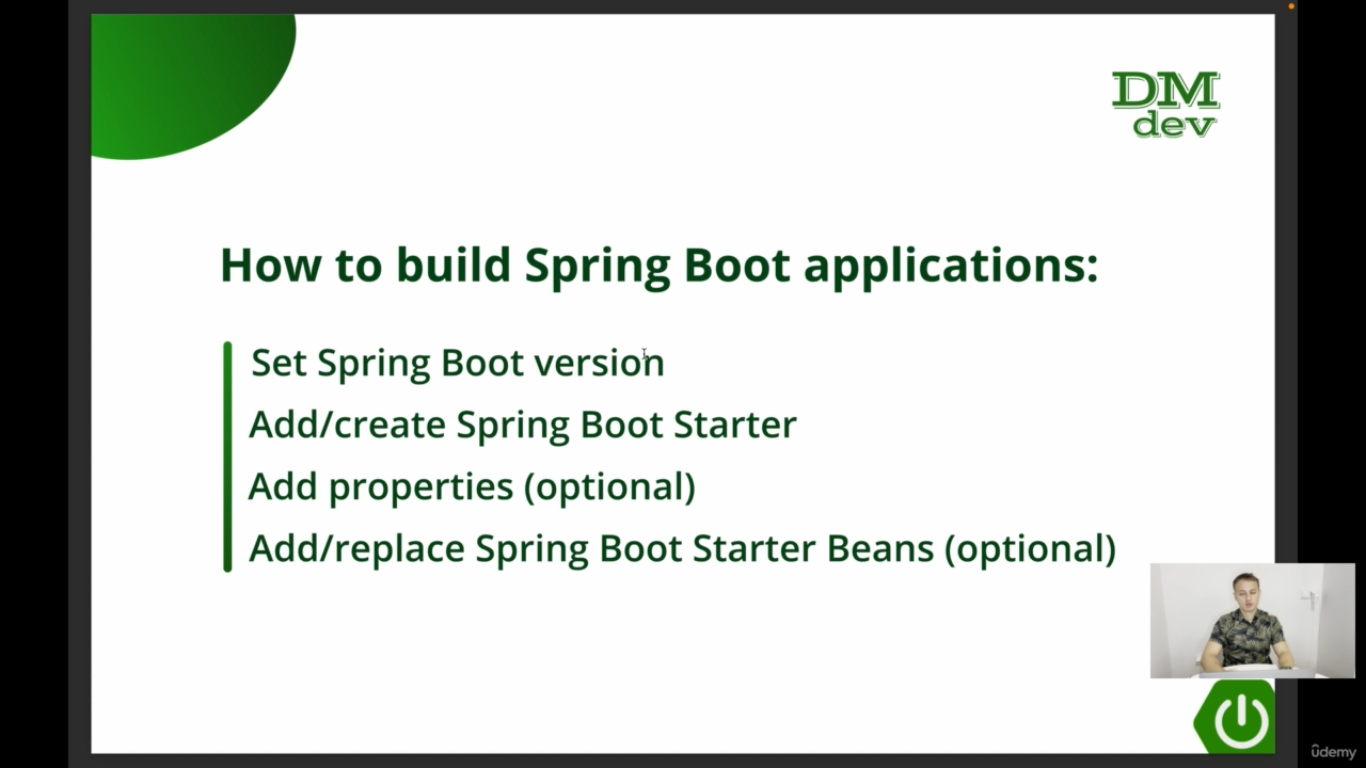 DM
dev
How to build Spring Boot applications:
Set Spring Boot version
Add/create Spring Boot Starter
Add properties (optional)
Add/replace Spring Boot Starter Beans (optional)
ûdemy